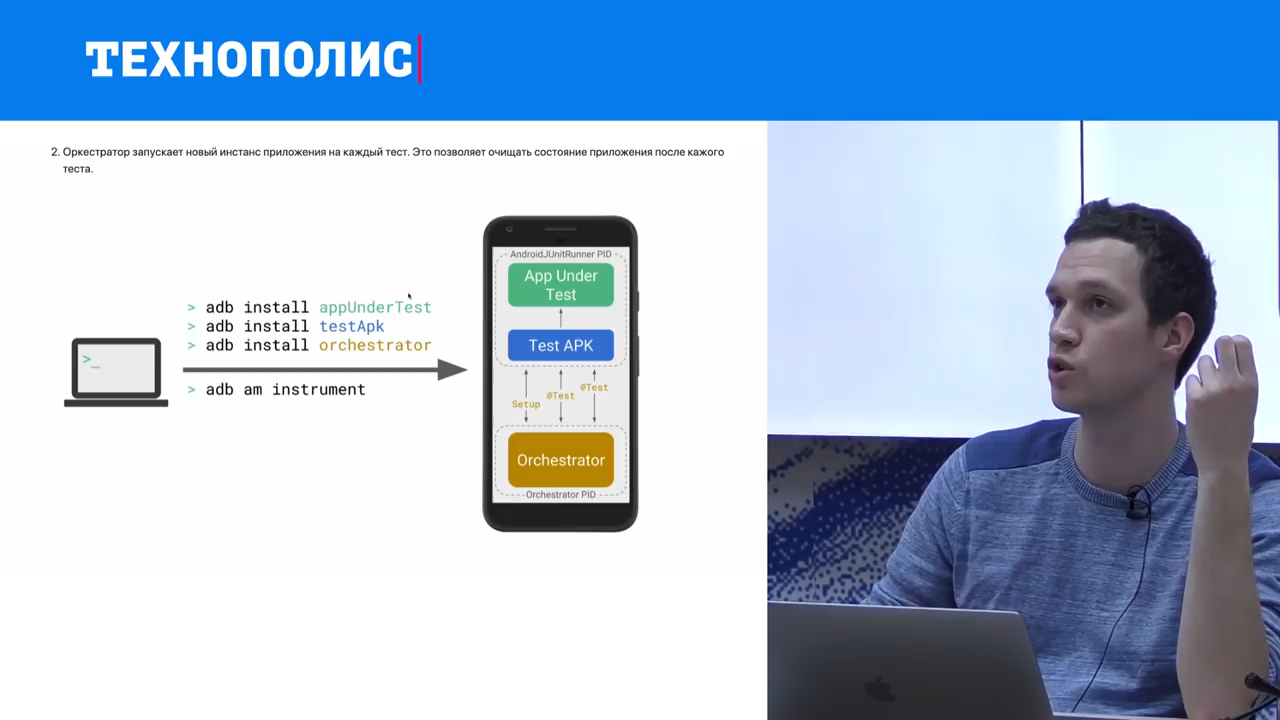 ТЕХНОПОЛИС
2. Оркестратор запускает новый инстанс приложения на каждый тест. Это позволяет очищать состояние приложения после кажого
теста.
> adb install appUnderTest
> adb install testApk
> adb install orchestrator
> adb am instrument
>_
AndroidJUnitRunner PID
App Under
Test
Test APK
Setup
@Test
@Test
Orchestrator
Orchestrator PID